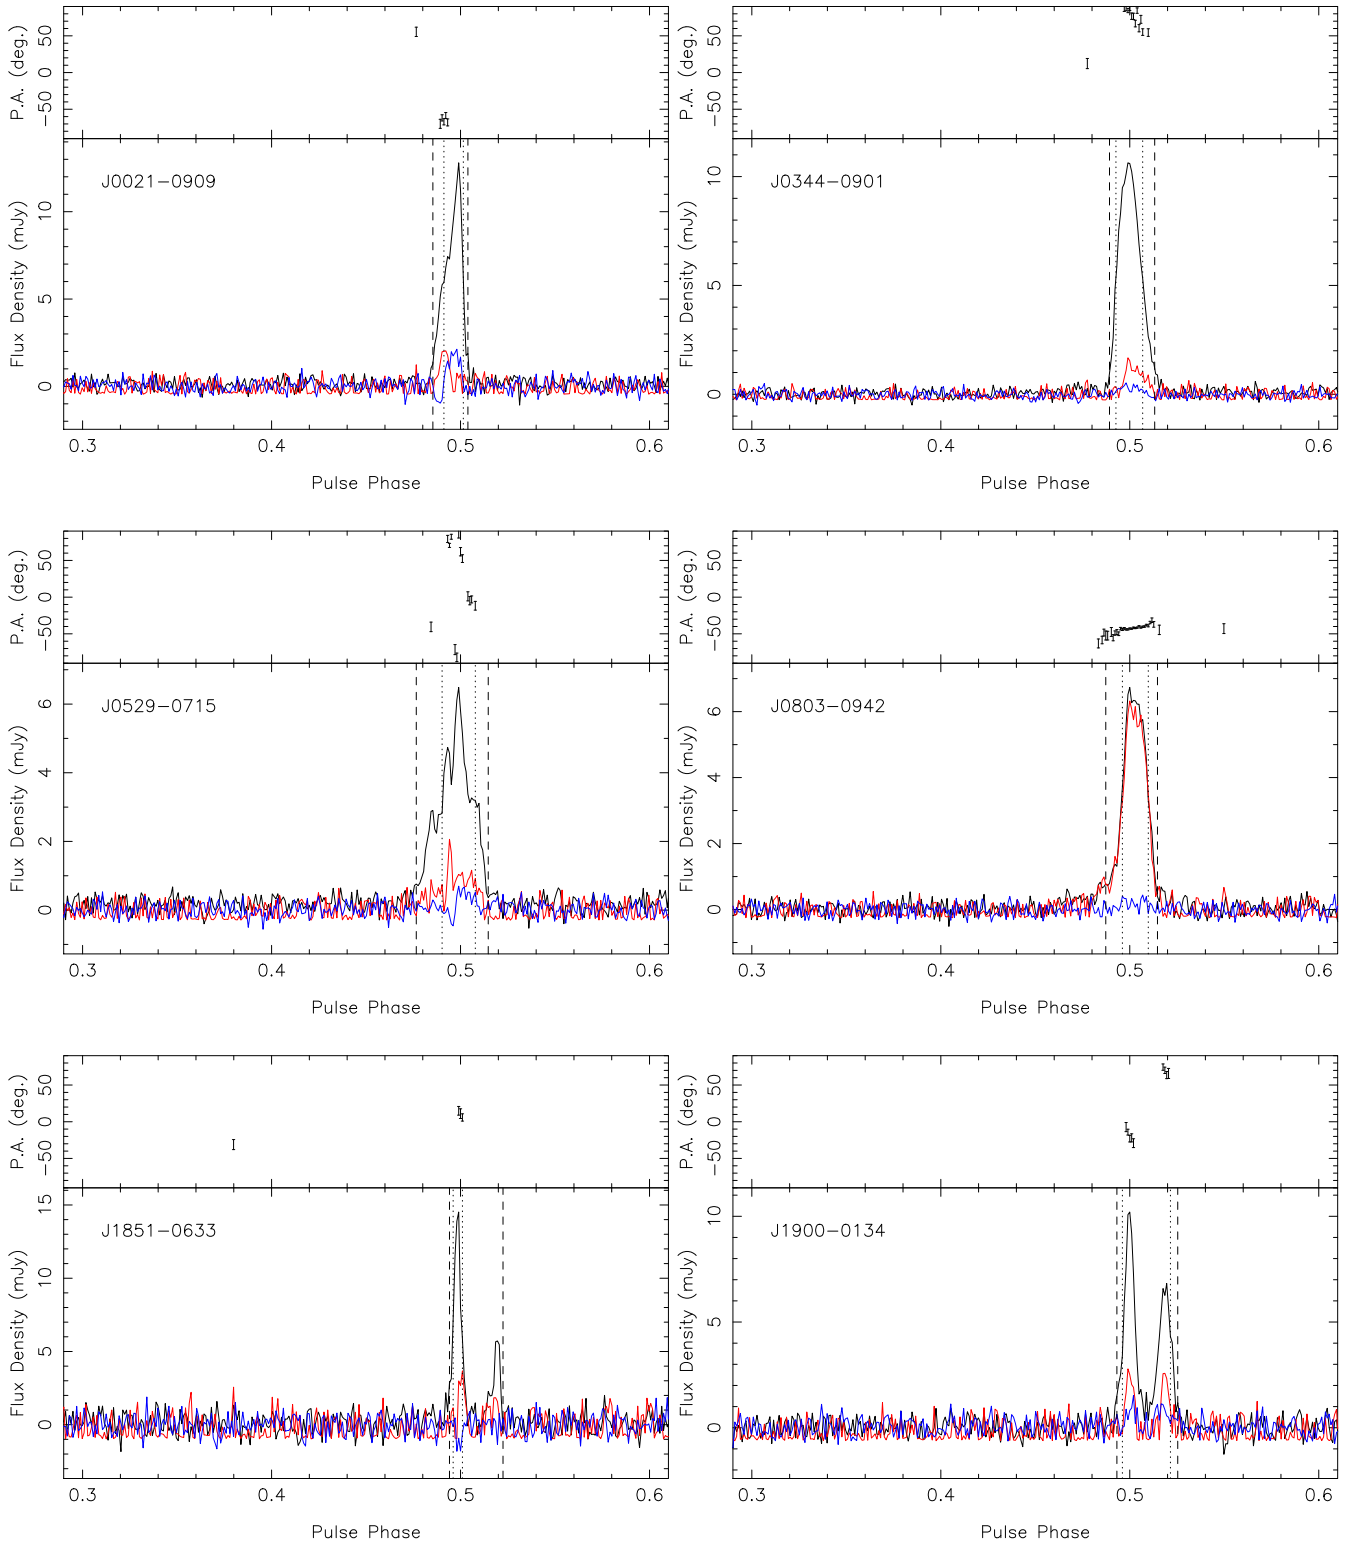 P.A. (deg.)
50
0
−50
J0021−0909
Flux Density (mJy)
10
5
0
0.3 0.4 0.5 0.6
Pulse Phase
P.A. (deg.)
50
0
−50
J0344−0901
Flux Density (mJy)
10
5
0
0.3 0.4 0.5 0.6
Pulse Phase
P.A. (deg.)
50
0
−50
J0529−0715
Flux Density (mJy)
6
4
2
0
0.3 0.4 0.5 0.6
Pulse Phase
P.A. (deg.)
50
0
−50
J0803−0942
Flux Density (mJy)
6
4
2
0
0.3 0.4 0.5 0.6
Pulse Phase
P.A. (deg.)
50
0
−50
J1851−0633
Flux Density (mJy)
15
10
5
0
0.3 0.4 0.5 0.6
Pulse Phase
P.A. (deg.)
50
0
−50
J1900−0134
Flux Density (mJy)
10
5
0
0.3 0.4 0.5 0.6
Pulse Phase